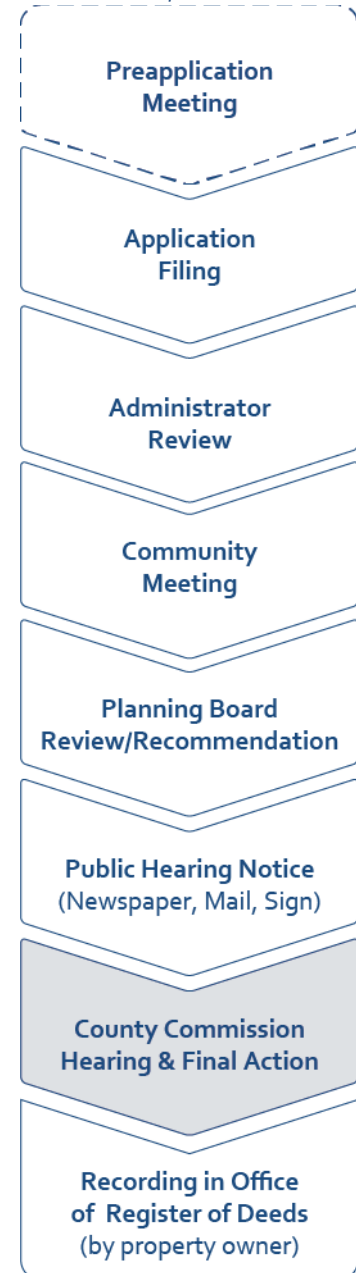 Preapplication
Meeting
Application
Filing
Administrator
Review
Community
Meeting
Planning Board
Review/Recommendation
Public Hearing Notice
(Newspaper, Mail, Sign)
County Commission
Hearing & Final Action
Recording in Office
of Register of Deeds
(by property owner)